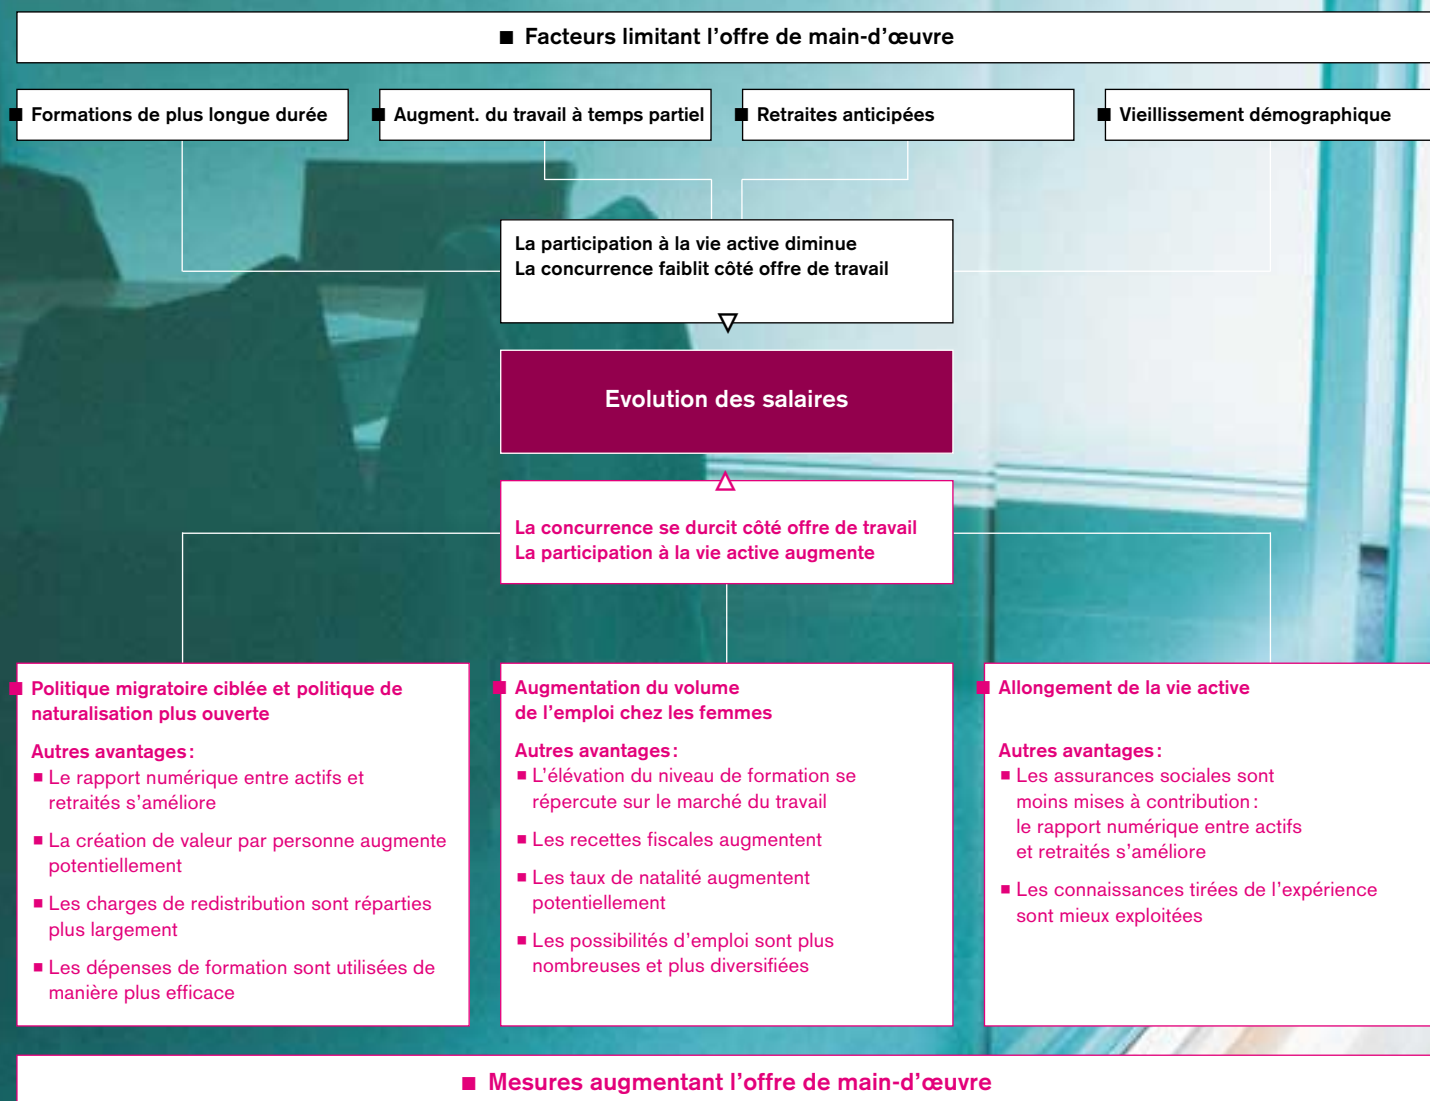 ■ Facteurs limitant l'offre de main-d'œuvre
■ Formations de plus longue durée
■ Augment. du travail à temps partiel
■ Retraites anticipées
■ Vieillissement démographique
La participation à la vie active diminue
La concurrence faiblit côté offre de travail
Evolution des salaires
La concurrence se durcit côté offre de travail
La participation à la vie active augmente
■ Politique migratoire ciblée et politique de
naturalisation plus ouverte
Autres avantages :
■ Le rapport numérique entre actifs et
retraités s'améliore
■ La création de valeur par personne augmente
potentiellement
■ Les charges de redistribution sont réparties
plus largement
■ Les dépenses de formation sont utilisées de
manière plus efficace
■ Augmentation du volume
de l'emploi chez les femmes
Autres avantages :
■ L'élévation du niveau de formation se
répercute sur le marché du travail
■ Les recettes fiscales augmentent
■ Les taux de natalité augmentent
potentiellement
■ Les possibilités d'emploi sont plus
nombreuses et plus diversifiées
■ Allongement de la vie active
Autres avantages :
■ Les assurances sociales sont
moins mises à contribution :
le rapport numérique entre actifs
et retraités s'améliore
■ Les connaissances tirées de l'expérience
sont mieux exploitées
■ Mesures augmentant l'offre de main-d'œuvre